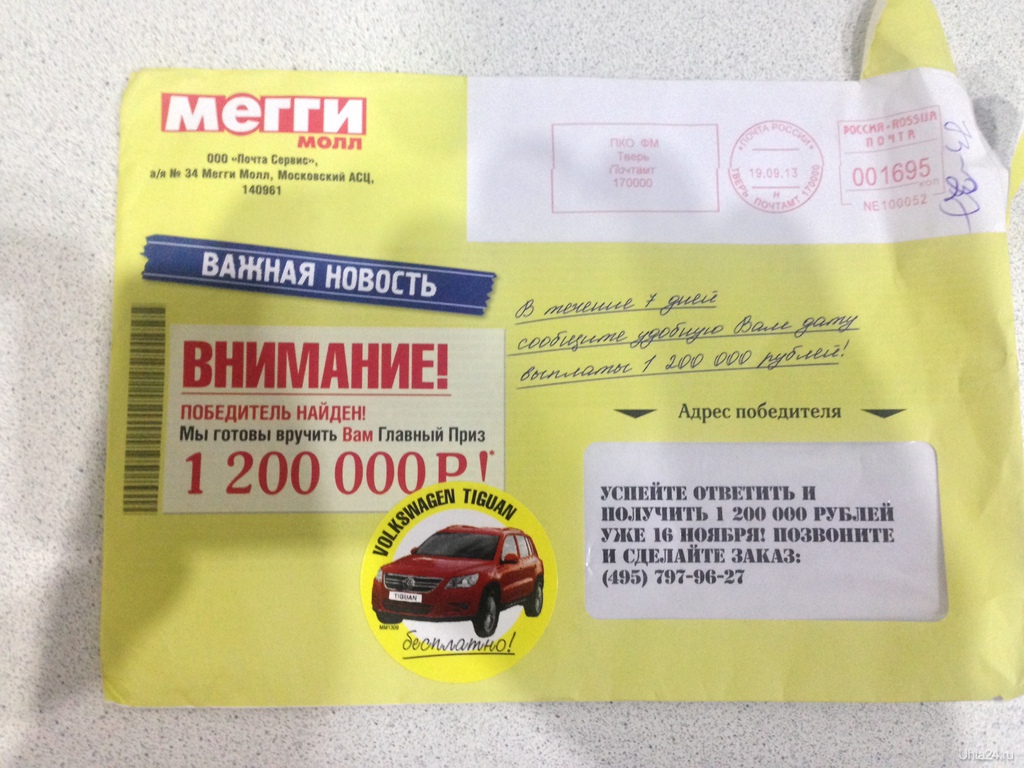 мегги
молл
ООО «Почта Сервис»,
а/я № 34 Мегги Молл, Московский АСЦ,
140961
ПКО ФМ
Тверь
Почтамт
170000
ПОЧТА РОССИИ
19.09.13
н
ТВЕРЬ ПОЧТАМТ 170000
РОССИЯ-ROSSIJA
ПОЧТА
001695
коп
NE100052
ВАЖНАЯ НОВОСТЬ
В течение 7 дней
сообщите удобную Вам дату
выплаты 1 200 000 рублей!
ВНИМАНИЕ!
ПОБЕДИТЕЛЬ НАЙДЕН!
Мы готовы вручить Вам Главный Приз
1 200 000 Р!*
Адрес победителя
УСПЕЙТЕ ОТВЕТИТЬ И
ПОЛУЧИТЬ 1 200 000 РУБЛЕЙ
УЖЕ 16 НОЯБРЯ! ПОЗВОНИТЕ
И СДЕЛАЙТЕ ЗАКАЗ:
(495) 797-96-27
VOLKSWAGEN TIGUAN
TIGUAN
MM1309
бесплатно!
Uhta24.ru